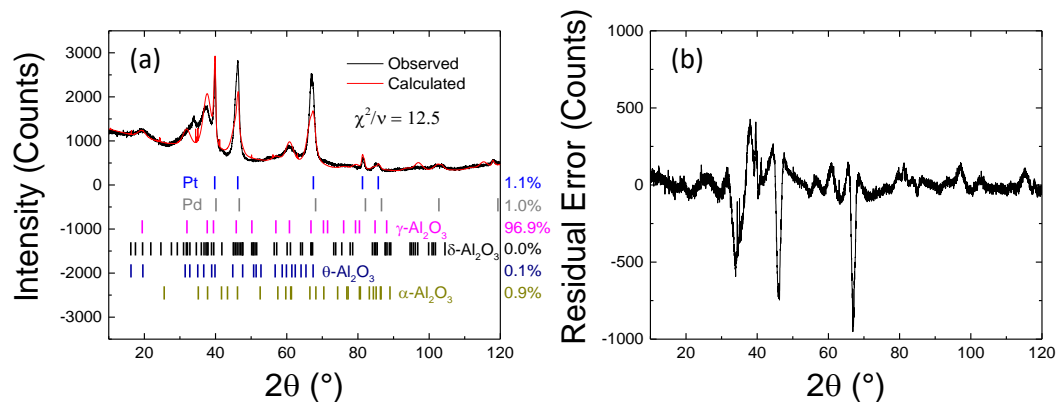 (a)
Observed
Calculated
χ²/ν = 12.5
Intensity (Counts)
3000
2000
1000
0
-1000
-2000
-3000
Pt
1.1%
Pd
1.0%
γ-Al₂O₃
96.9%
δ-Al₂O₃
0.0%
θ-Al₂O₃
0.1%
α-Al₂O₃
0.9%
20
40
60
80
100
120
2θ (°)
(b)
Residual Error (Counts)
1000
500
0
-500
-1000
20
40
60
80
100
120
2θ (°)